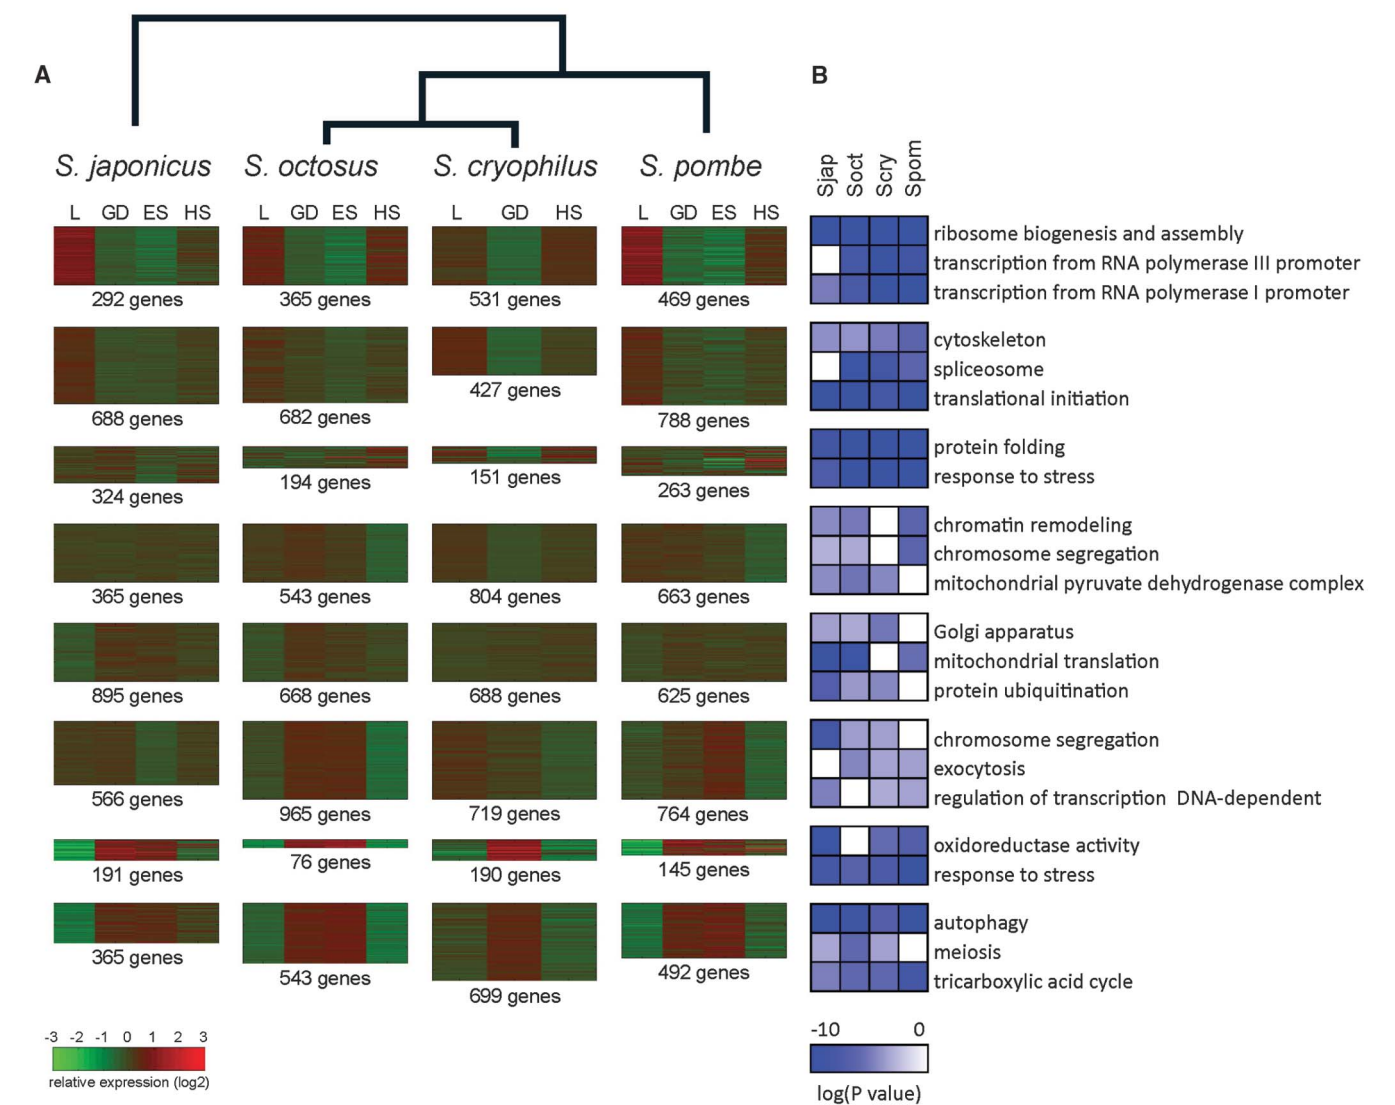 A
B
S. japonicus
S. octosus
S. cryophilus
S. pombe
Sjap
Soct
Scry
Spom
L GD ES HS
L GD ES HS
L GD HS
L GD ES HS
292 genes
365 genes
531 genes
469 genes
ribosome biogenesis and assembly
transcription from RNA polymerase III promoter
transcription from RNA polymerase I promoter
688 genes
682 genes
427 genes
788 genes
cytoskeleton
spliceosome
translational initiation
324 genes
194 genes
151 genes
263 genes
protein folding
response to stress
365 genes
543 genes
804 genes
663 genes
chromatin remodeling
chromosome segregation
mitochondrial pyruvate dehydrogenase complex
895 genes
668 genes
688 genes
625 genes
Golgi apparatus
mitochondrial translation
protein ubiquitination
566 genes
965 genes
719 genes
764 genes
chromosome segregation
exocytosis
regulation of transcription DNA-dependent
191 genes
76 genes
190 genes
145 genes
oxidoreductase activity
response to stress
365 genes
543 genes
699 genes
492 genes
autophagy
meiosis
tricarboxylic acid cycle
-3 -2 -1 0 1 2 3
relative expression (log2)
-10 0
log(P value)